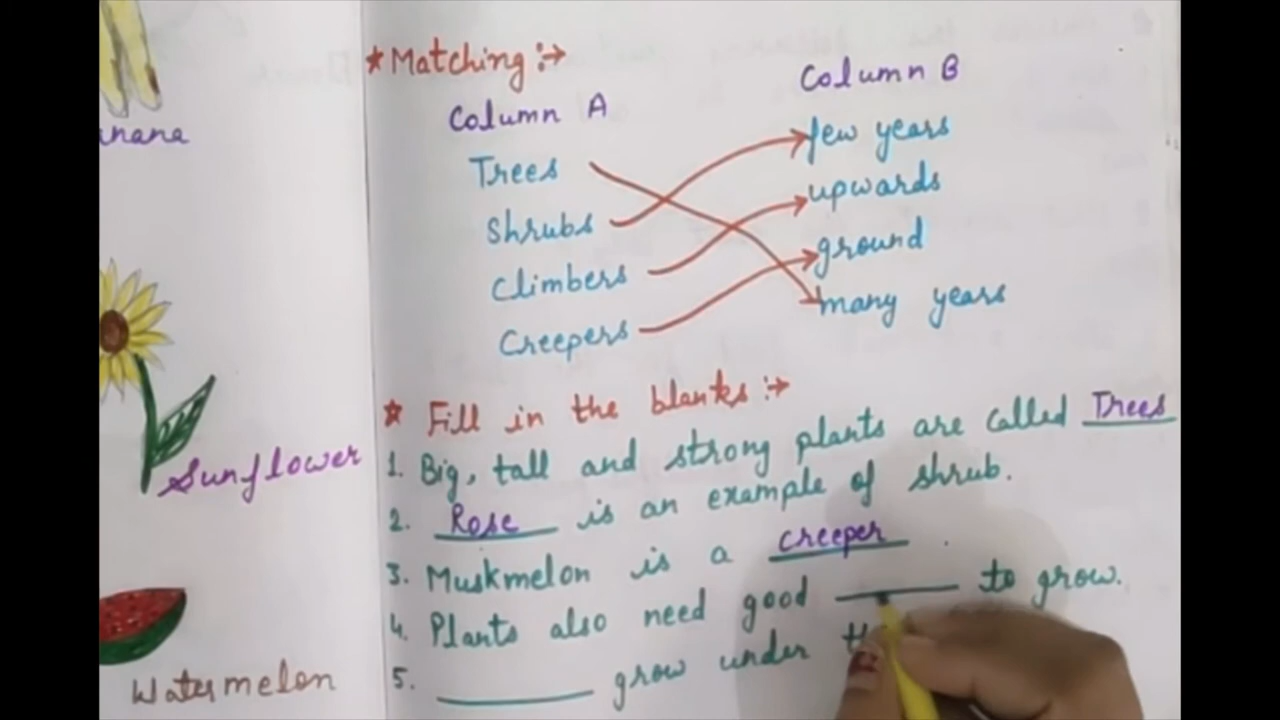 ★ Matching :→
Column A Column B
Trees few years
Shrubs upwards
Climbers ground
Creepers many years
★ Fill in the blanks :→
1. Big, tall and strong plants are called Trees
2. Rose is an example of shrub.
3. Muskmelon is a creeper.
4. Plants also need good ______ to grow.
5. ______ grow under
Sunflower
Watermelon